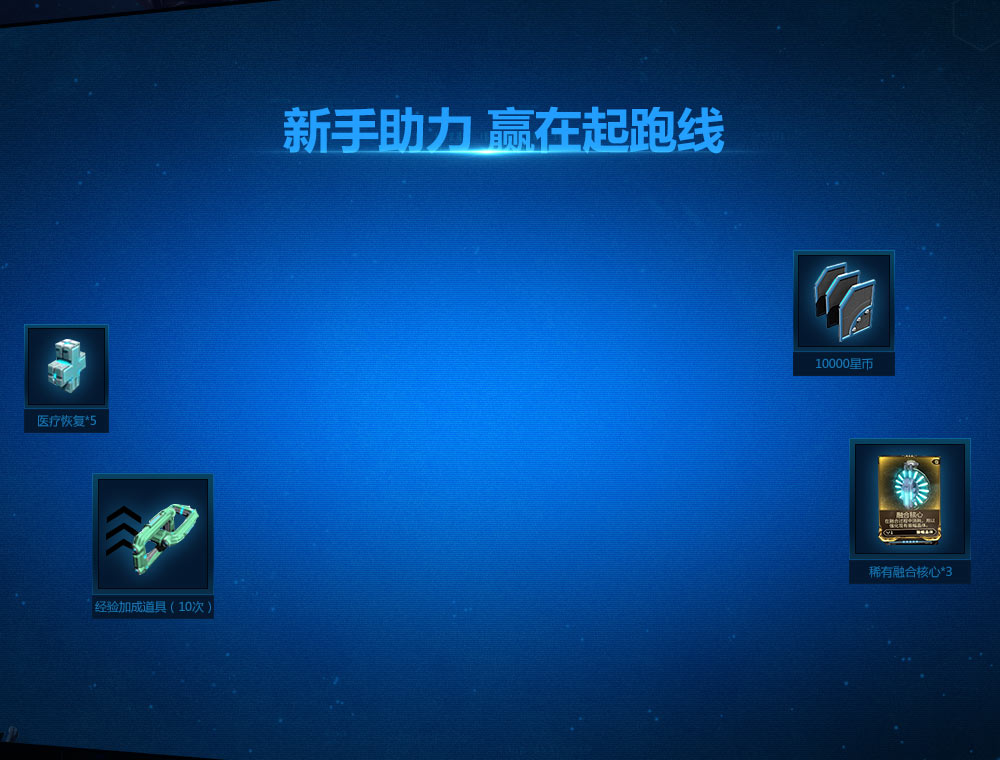 新手助力 赢在起跑线
10000星币
医疗恢复*5
融合核心
稀有融合核心*3
经验加成道具（10次）